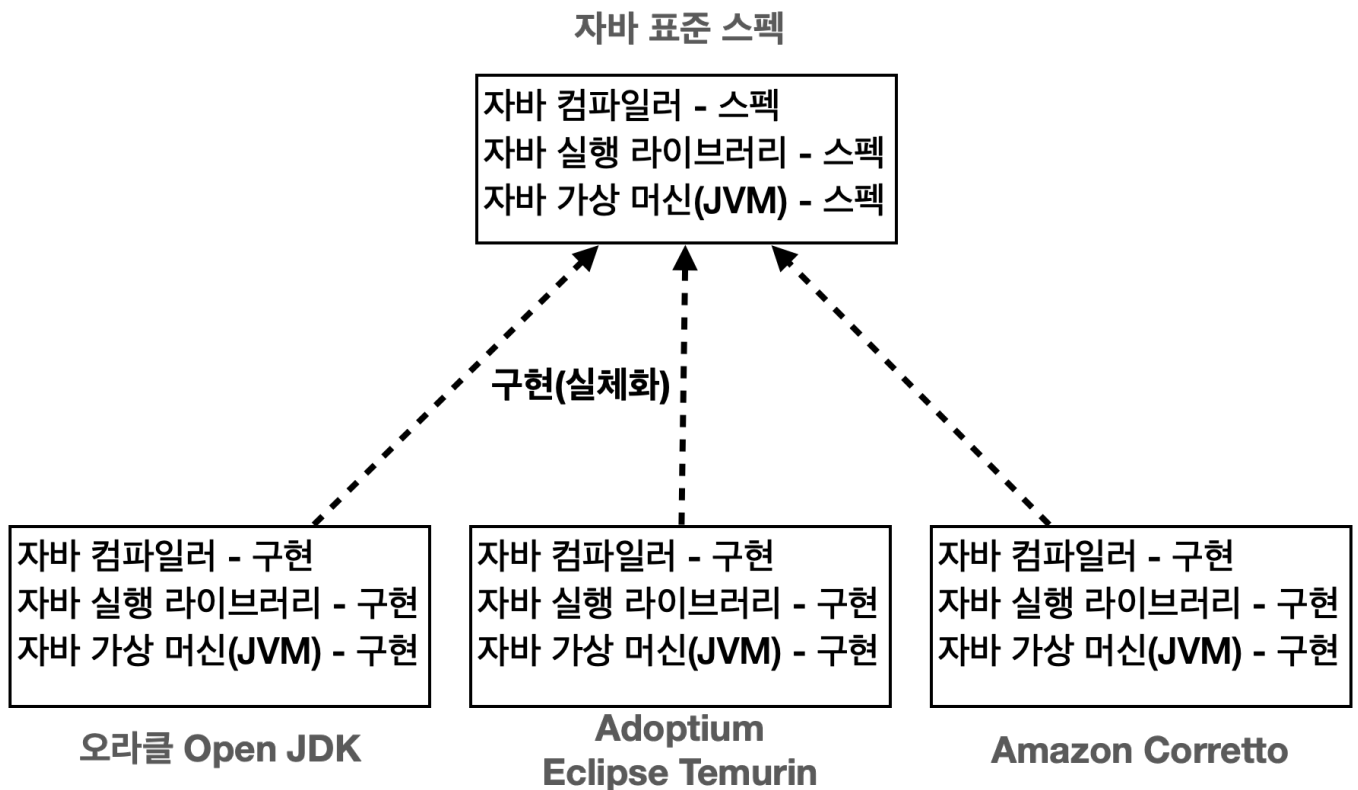 자바 표준 스펙
자바 컴파일러 - 스펙
자바 실행 라이브러리 - 스펙
자바 가상 머신(JVM) - 스펙
구현(실체화)
자바 컴파일러 - 구현
자바 실행 라이브러리 - 구현
자바 가상 머신(JVM) - 구현
오라클 Open JDK
자바 컴파일러 - 구현
자바 실행 라이브러리 - 구현
자바 가상 머신(JVM) - 구현
Adoptium
Eclipse Temurin
자바 컴파일러 - 구현
자바 실행 라이브러리 - 구현
자바 가상 머신(JVM) - 구현
Amazon Corretto